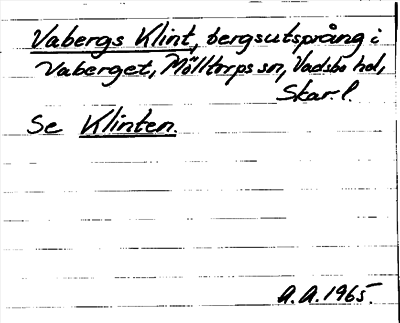 Vabergs Klint, bergsutsprång i
Vaberget, Mölltorps sn, Vadsbo hd,
Skar. l.
Se Klinten.
A. A. 1965.